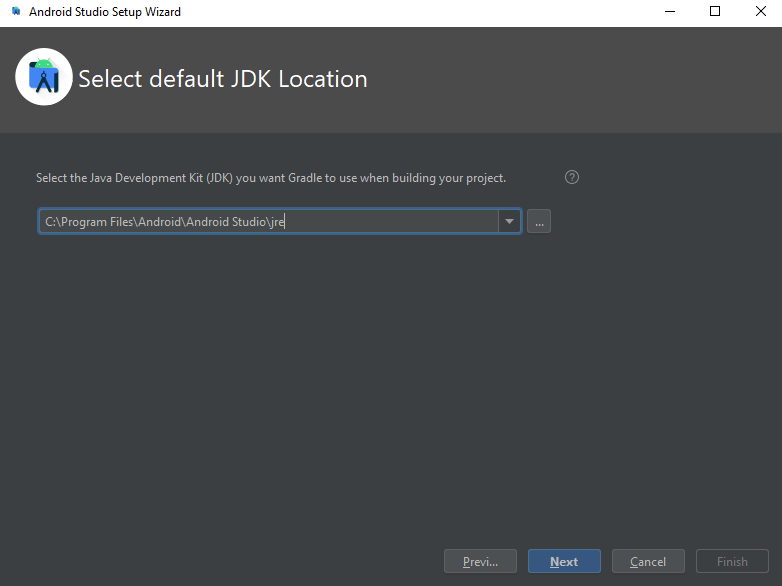 Android Studio Setup Wizard
Select default JDK Location
Select the Java Development Kit (JDK) you want Gradle to use when building your project.
?
C:\Program Files\Android\Android Studio\jre
...
Previ...
Next
Cancel
Finish